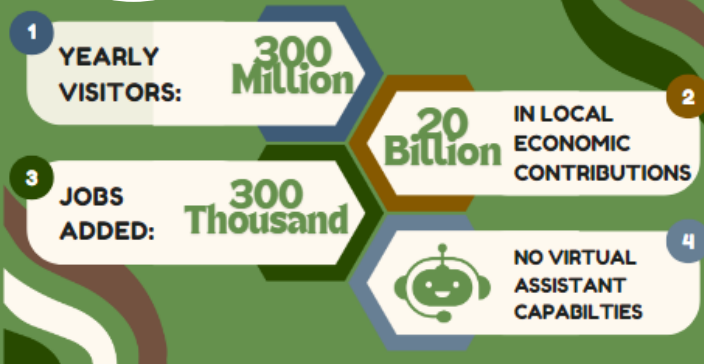 1
YEARLY
VISITORS:
300
Million
2
20
Billion
IN LOCAL
ECONOMIC
CONTRIBUTIONS
3
JOBS
ADDED:
300
Thousand
4
NO VIRTUAL
ASSISTANT
CAPABILTIES